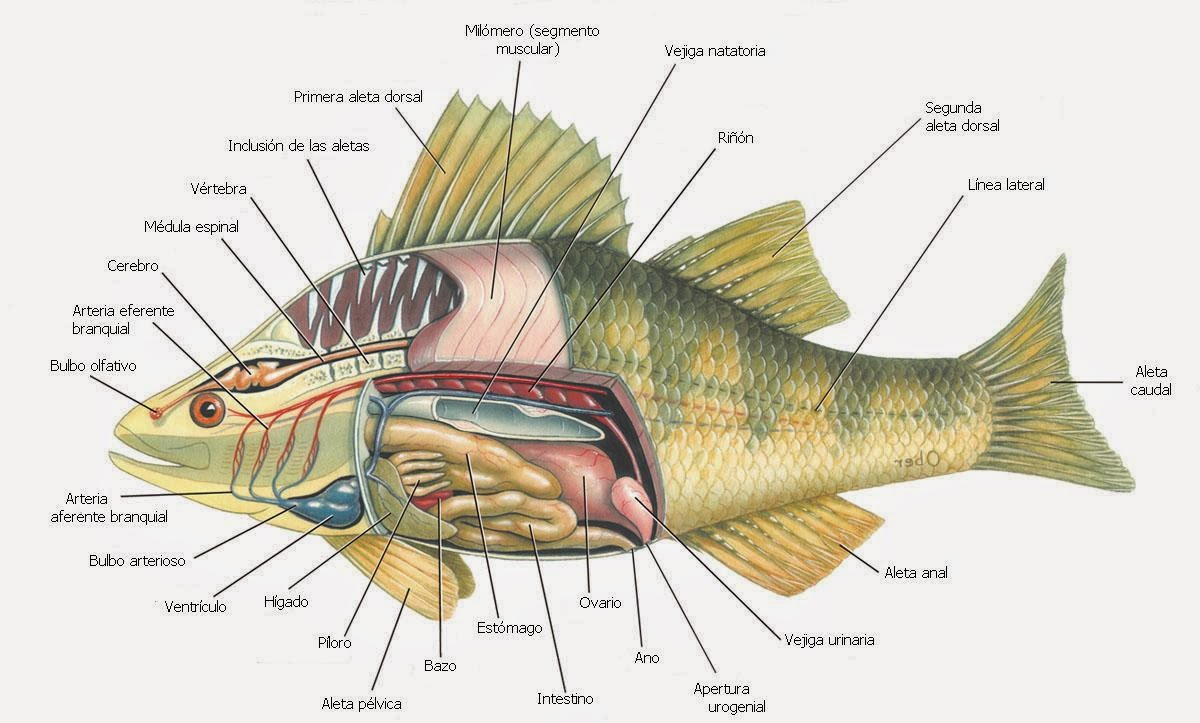 Milómero (segmento
muscular)
Vejiga natatoria
Primera aleta dorsal
Segunda
aleta dorsal
Inclusión de las aletas
Riñón
Vértebra
Línea lateral
Médula espinal
Cerebro
Arteria eferente
branquial
Bulbo olfativo
Aleta
caudal
Ober
Arteria
aferente branquial
Bulbo arterioso
Aleta anal
Ventrículo
Hígado
Ovario
Estómago
Píloro
Vejiga urinaria
Bazo
Ano
Intestino
Apertura
urogenial
Aleta pélvica